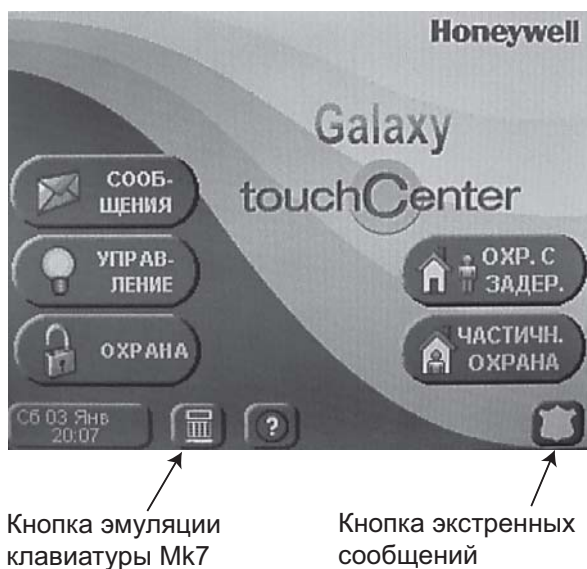 Honeywell
Galaxy
touchCenter
СООБ-
ЩЕНИЯ
УПРАВ-
ЛЕНИЕ
ОХРАНА
ОХР. С
ЗАДЕР.
ЧАСТИЧН.
ОХРАНА
Сб 03 Янв
20:07
?
Кнопка эмуляции
клавиатуры Mk7
Кнопка экстренных
сообщений